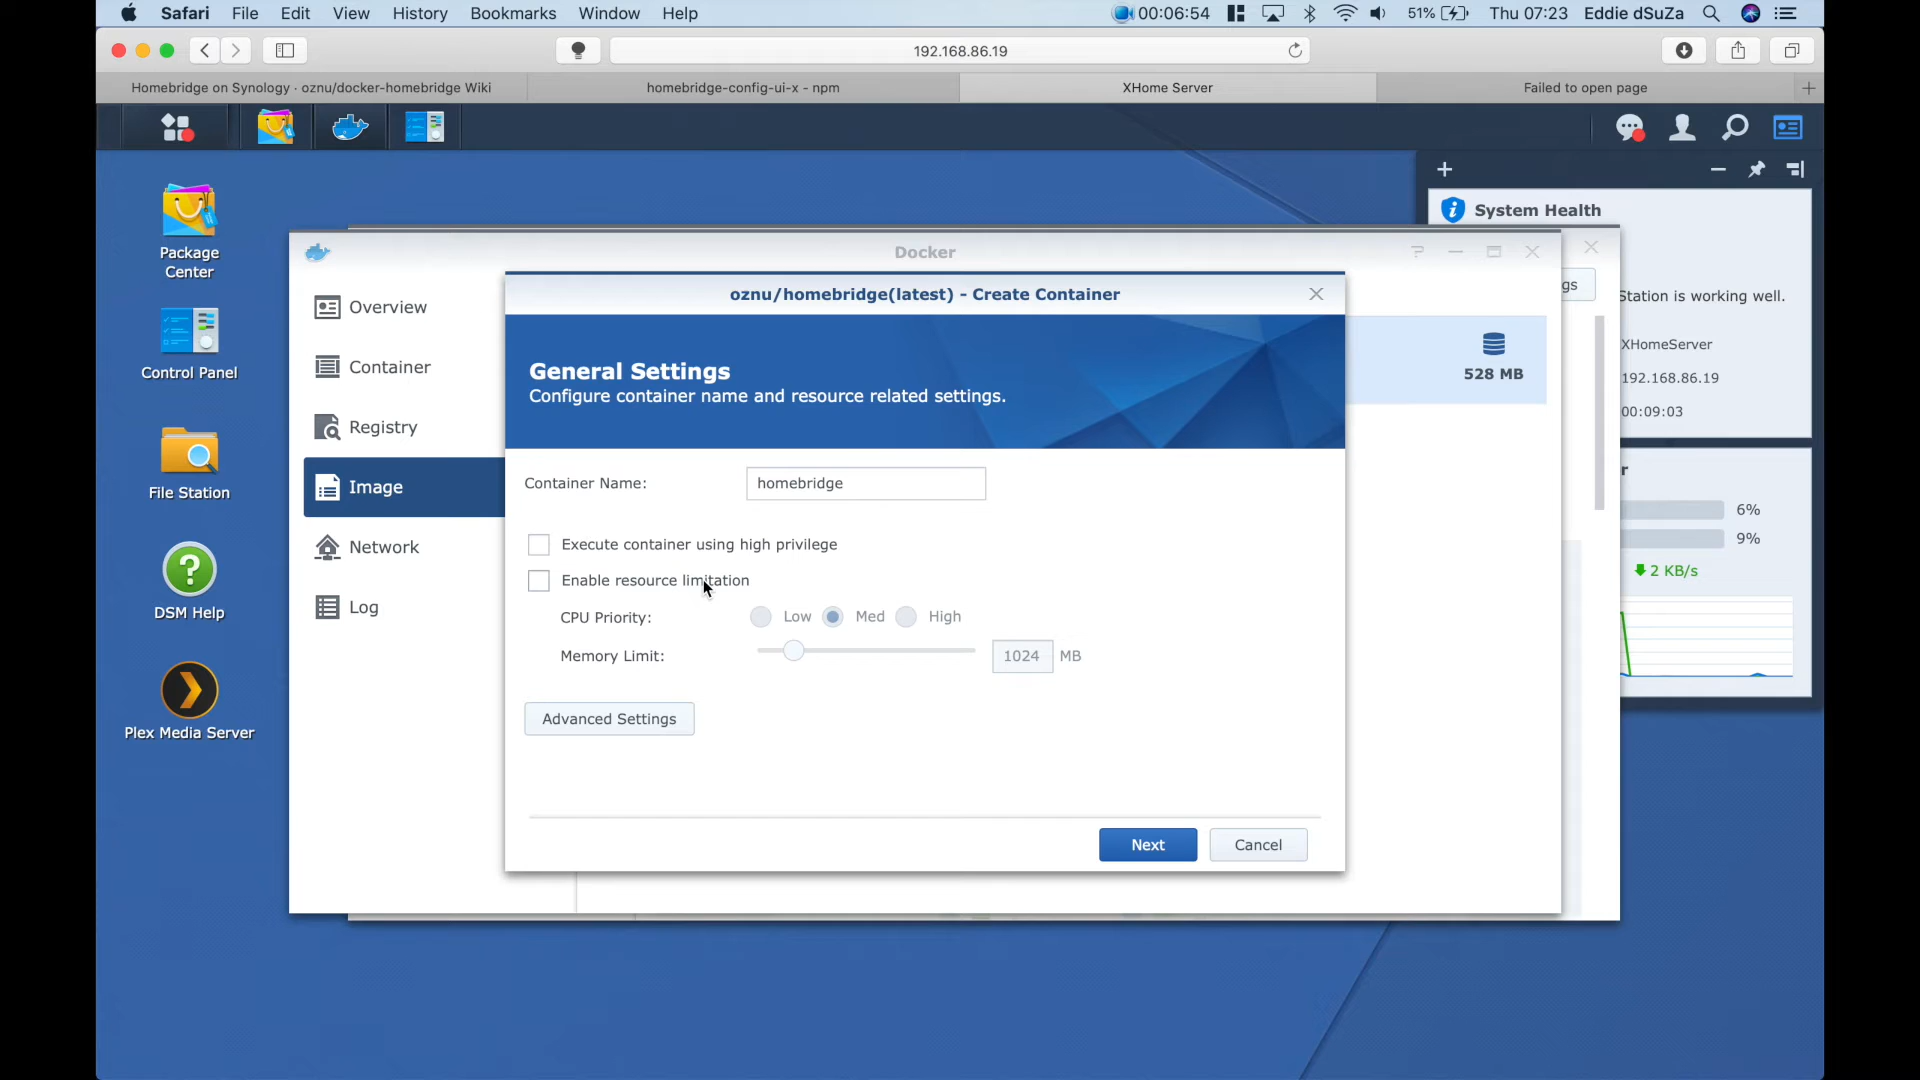 Safari File Edit View History Bookmarks Window Help 00:06:54 51% Thu 07:23 Eddie dSuZa
192.168.86.19
Homebridge on Synology · oznu/docker-homebridge Wiki homebridge-config-ui-x - npm XHome Server Failed to open page
Package
Center
Control Panel
File Station
DSM Help
Plex Media Server
Docker
Overview
Container
Registry
Image
Network
Log
oznu/homebridge(latest) - Create Container
General Settings
Configure container name and resource related settings.
Container Name: homebridge
Execute container using high privilege
Enable resource limitation
CPU Priority: Low Med High
Memory Limit: 1024 MB
Advanced Settings
Next Cancel
gs
528 MB
System Health
Station is working well.
XHomeServer
192.168.86.19
00:09:03
r
6%
9%
2 KB/s